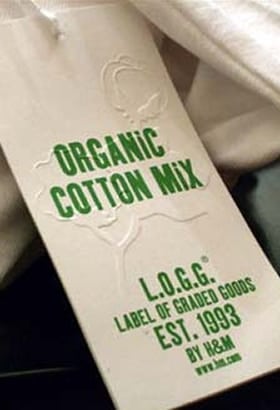 ORGANiC
COTTON MiX
L.O.G.G.®
LABEL OF GRADED GOODS
EST. 1993
BY H&M
www.hm.com